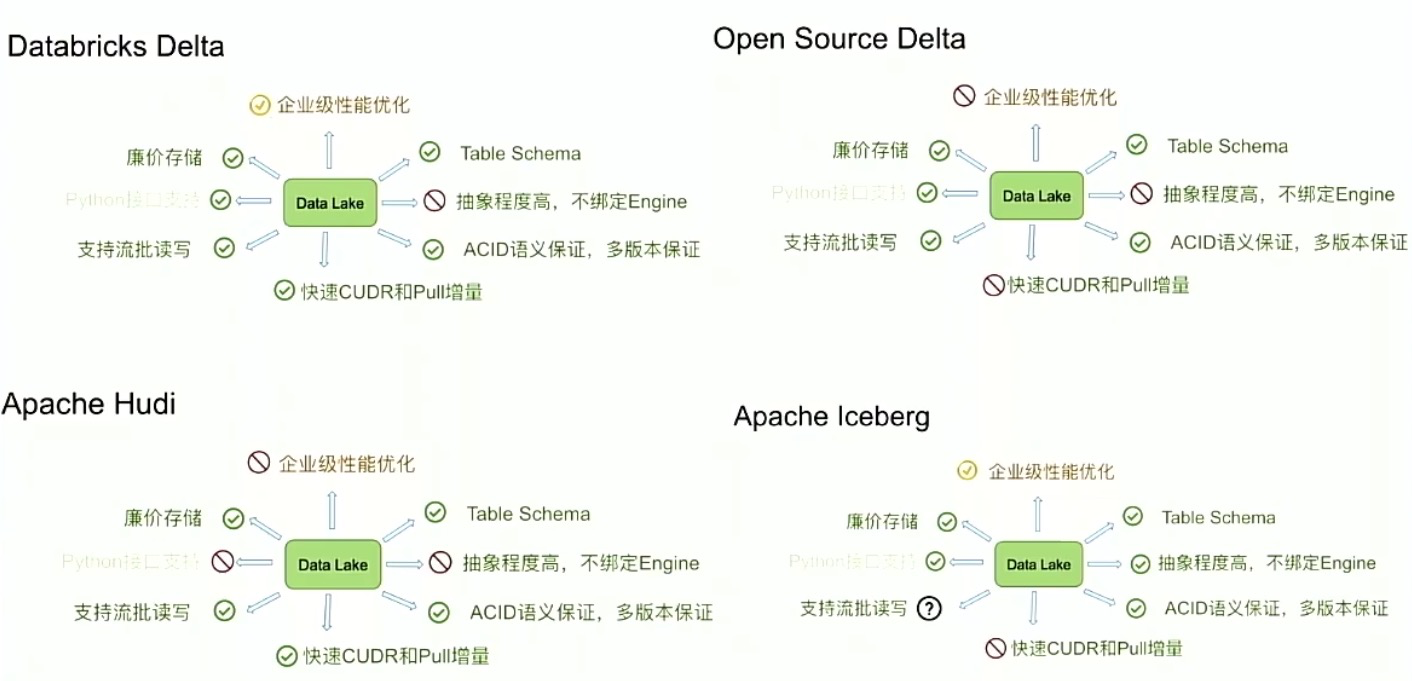 Databricks Delta
企业级性能优化
廉价存储
Table Schema
Python接口支持
Data Lake
抽象程度高，不绑定Engine
支持流批读写
ACID语义保证，多版本保证
快速CUDR和Pull增量
Open Source Delta
企业级性能优化
廉价存储
Table Schema
Python接口支持
Data Lake
抽象程度高，不绑定Engine
支持流批读写
ACID语义保证，多版本保证
快速CUDR和Pull增量
Apache Hudi
企业级性能优化
廉价存储
Table Schema
Python接口支持
Data Lake
抽象程度高，不绑定Engine
支持流批读写
ACID语义保证，多版本保证
快速CUDR和Pull增量
Apache Iceberg
企业级性能优化
廉价存储
Table Schema
Python接口支持
Data Lake
抽象程度高，不绑定Engine
支持流批读写 ?
ACID语义保证，多版本保证
快速CUDR和Pull增量